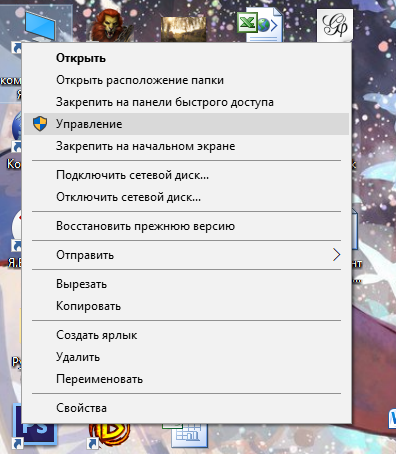 Открыть
Открыть расположение папки
Закрепить на панели быстрого доступа
Управление
Закрепить на начальном экране
Подключить сетевой диск...
Отключить сетевой диск...
Восстановить прежнюю версию
Отправить
Вырезать
Копировать
Создать ярлык
Удалить
Переименовать
Свойства